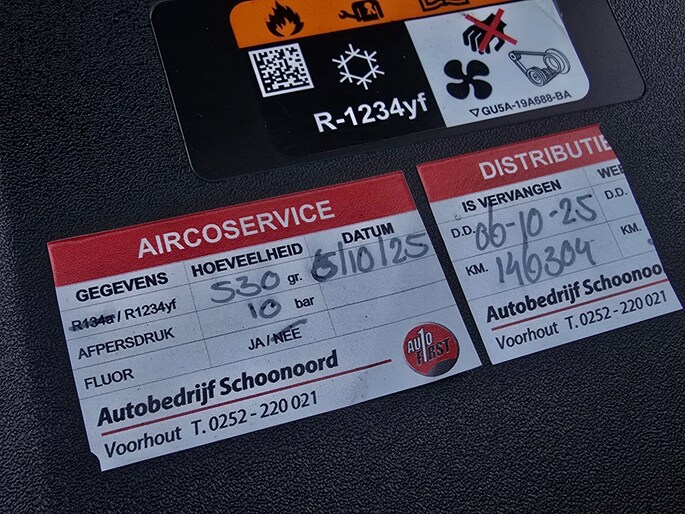 R-1234yf
GU5A-19A688-BA
AIRCOSERVICE
GEGEVENS HOEVEELHEID DATUM
R134a / R1234yf 530 gr. 6/10/25
AFPERSDRUK 10 bar
FLUOR JA / NEE
Autobedrijf Schoonoord
Voorhout T. 0252 - 220 021
AUTO FIRST
DISTRIBUTIE
IS VERVANGEN
D.D. 06-10-25 D.D.
KM. 146304 KM.
Autobedrijf Schoonoo
Voorhout T. 0252 - 220 021